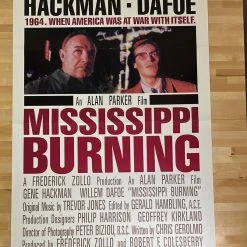 HACKMAN · DAFOE
1964. WHEN AMERICA WAS AT WAR WITH ITSELF.
An ALAN PARKER Film
MISSISSIPPI
BURNING
A FREDERICK ZOLLO Production An ALAN PARKER Film
GENE HACKMAN WILLEM DAFOE "MISSISSIPPI BURNING"
Original Music by TREVOR JONES Edited by GERALD HAMBLING, A.C.E.
Production Designers PHILIP HARRISON, GEOFFREY KIRKLAND
Director of Photography PETER BIZIOU, B.S.C. Written by CHRIS GEROLMO
Produced by FREDERICK ZOLLO and ROBERT F. COLESBERRY